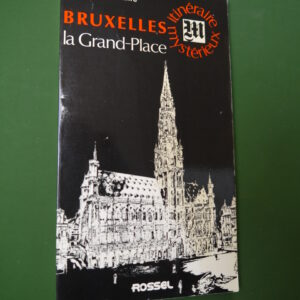 BRUXELLES
la Grand-Place
itinéraire
mystérieux
M
ROSSEL